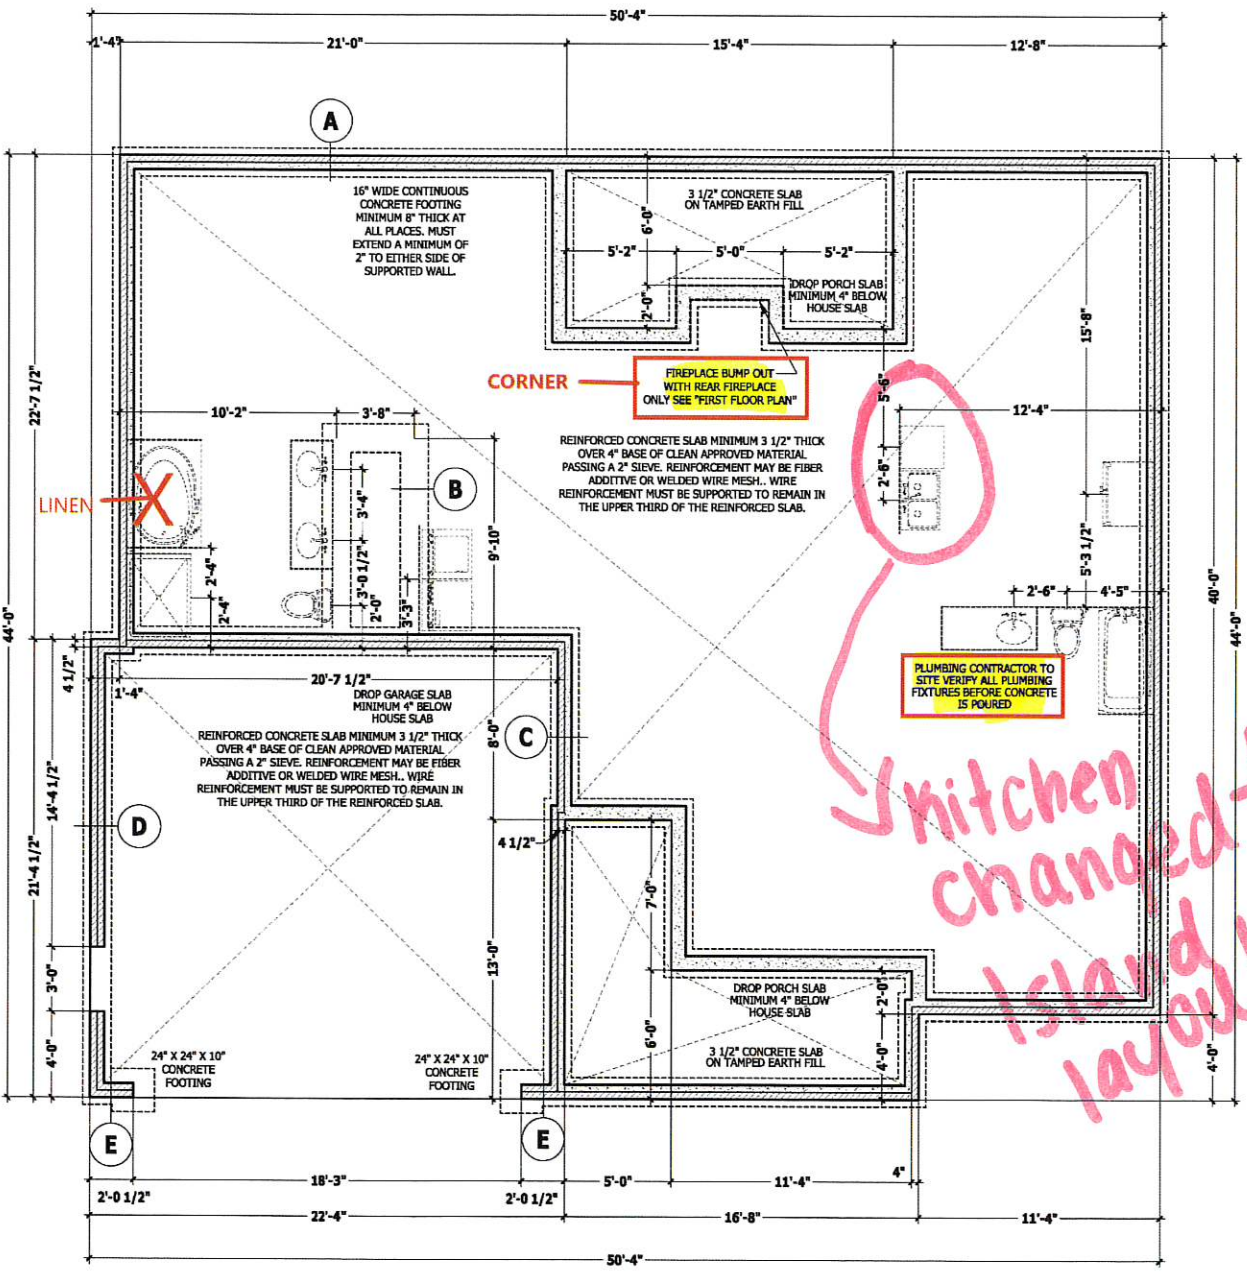 50'-4"
1'-4"
21'-0"
15'-4"
12'-8"
A
16" WIDE CONTINUOUS
CONCRETE FOOTING
MINIMUM 8" THICK AT
ALL PLACES. MUST
EXTEND A MINIMUM OF
2" TO EITHER SIDE OF
SUPPORTED WALL.
3 1/2" CONCRETE SLAB
ON TAMPED EARTH FILL
6'-0"
5'-2"
5'-0"
5'-2"
2'-0"
DROP PORCH SLAB
MINIMUM 4" BELOW
HOUSE SLAB
15'-8"
22'-7 1/2"
CORNER
FIREPLACE BUMP OUT
WITH REAR FIREPLACE
ONLY SEE "FIRST FLOOR PLAN"
5'-6"
10'-2"
3'-8"
12'-4"
REINFORCED CONCRETE SLAB MINIMUM 3 1/2" THICK
OVER 4" BASE OF CLEAN APPROVED MATERIAL
PASSING A 2" SIEVE. REINFORCEMENT MAY BE FIBER
ADDITIVE OR WELDED WIRE MESH.. WIRE
REINFORCEMENT MUST BE SUPPORTED TO REMAIN IN
THE UPPER THIRD OF THE REINFORCED SLAB.
2'-6"
B
LINEN
X
3'-4"
9'-10"
5'-3 1/2"
2'-4"
3'-0 1/2"
2'-4"
2'-0"
3'-3"
2'-6"
4'-5"
40'-0"
44'-0"
44'-0"
PLUMBING CONTRACTOR TO
SITE VERIFY ALL PLUMBING
FIXTURES BEFORE CONCRETE
IS POURED
4 1/2"
1'-4"
20'-7 1/2"
DROP GARAGE SLAB
MINIMUM 4" BELOW
HOUSE SLAB
8'-0"
C
REINFORCED CONCRETE SLAB MINIMUM 3 1/2" THICK
OVER 4" BASE OF CLEAN APPROVED MATERIAL
PASSING A 2" SIEVE. REINFORCEMENT MAY BE FIBER
ADDITIVE OR WELDED WIRE MESH.. WIRE
REINFORCEMENT MUST BE SUPPORTED TO REMAIN IN
THE UPPER THIRD OF THE REINFORCED SLAB.
14'-4 1/2"
D
4 1/2"
kitchen
changed
Island
layou
21'-4 1/2"
7'-0"
3'-0"
13'-0"
DROP PORCH SLAB
MINIMUM 4" BELOW
HOUSE SLAB
2'-0"
6'-0"
4'-0"
3 1/2" CONCRETE SLAB
ON TAMPED EARTH FILL
4'-0"
4'-0"
24" X 24" X 10"
CONCRETE
FOOTING
24" X 24" X 10"
CONCRETE
FOOTING
E
E
18'-3"
5'-0"
11'-4"
4"
2'-0 1/2"
2'-0 1/2"
22'-4"
16'-8"
11'-4"
50'-4"